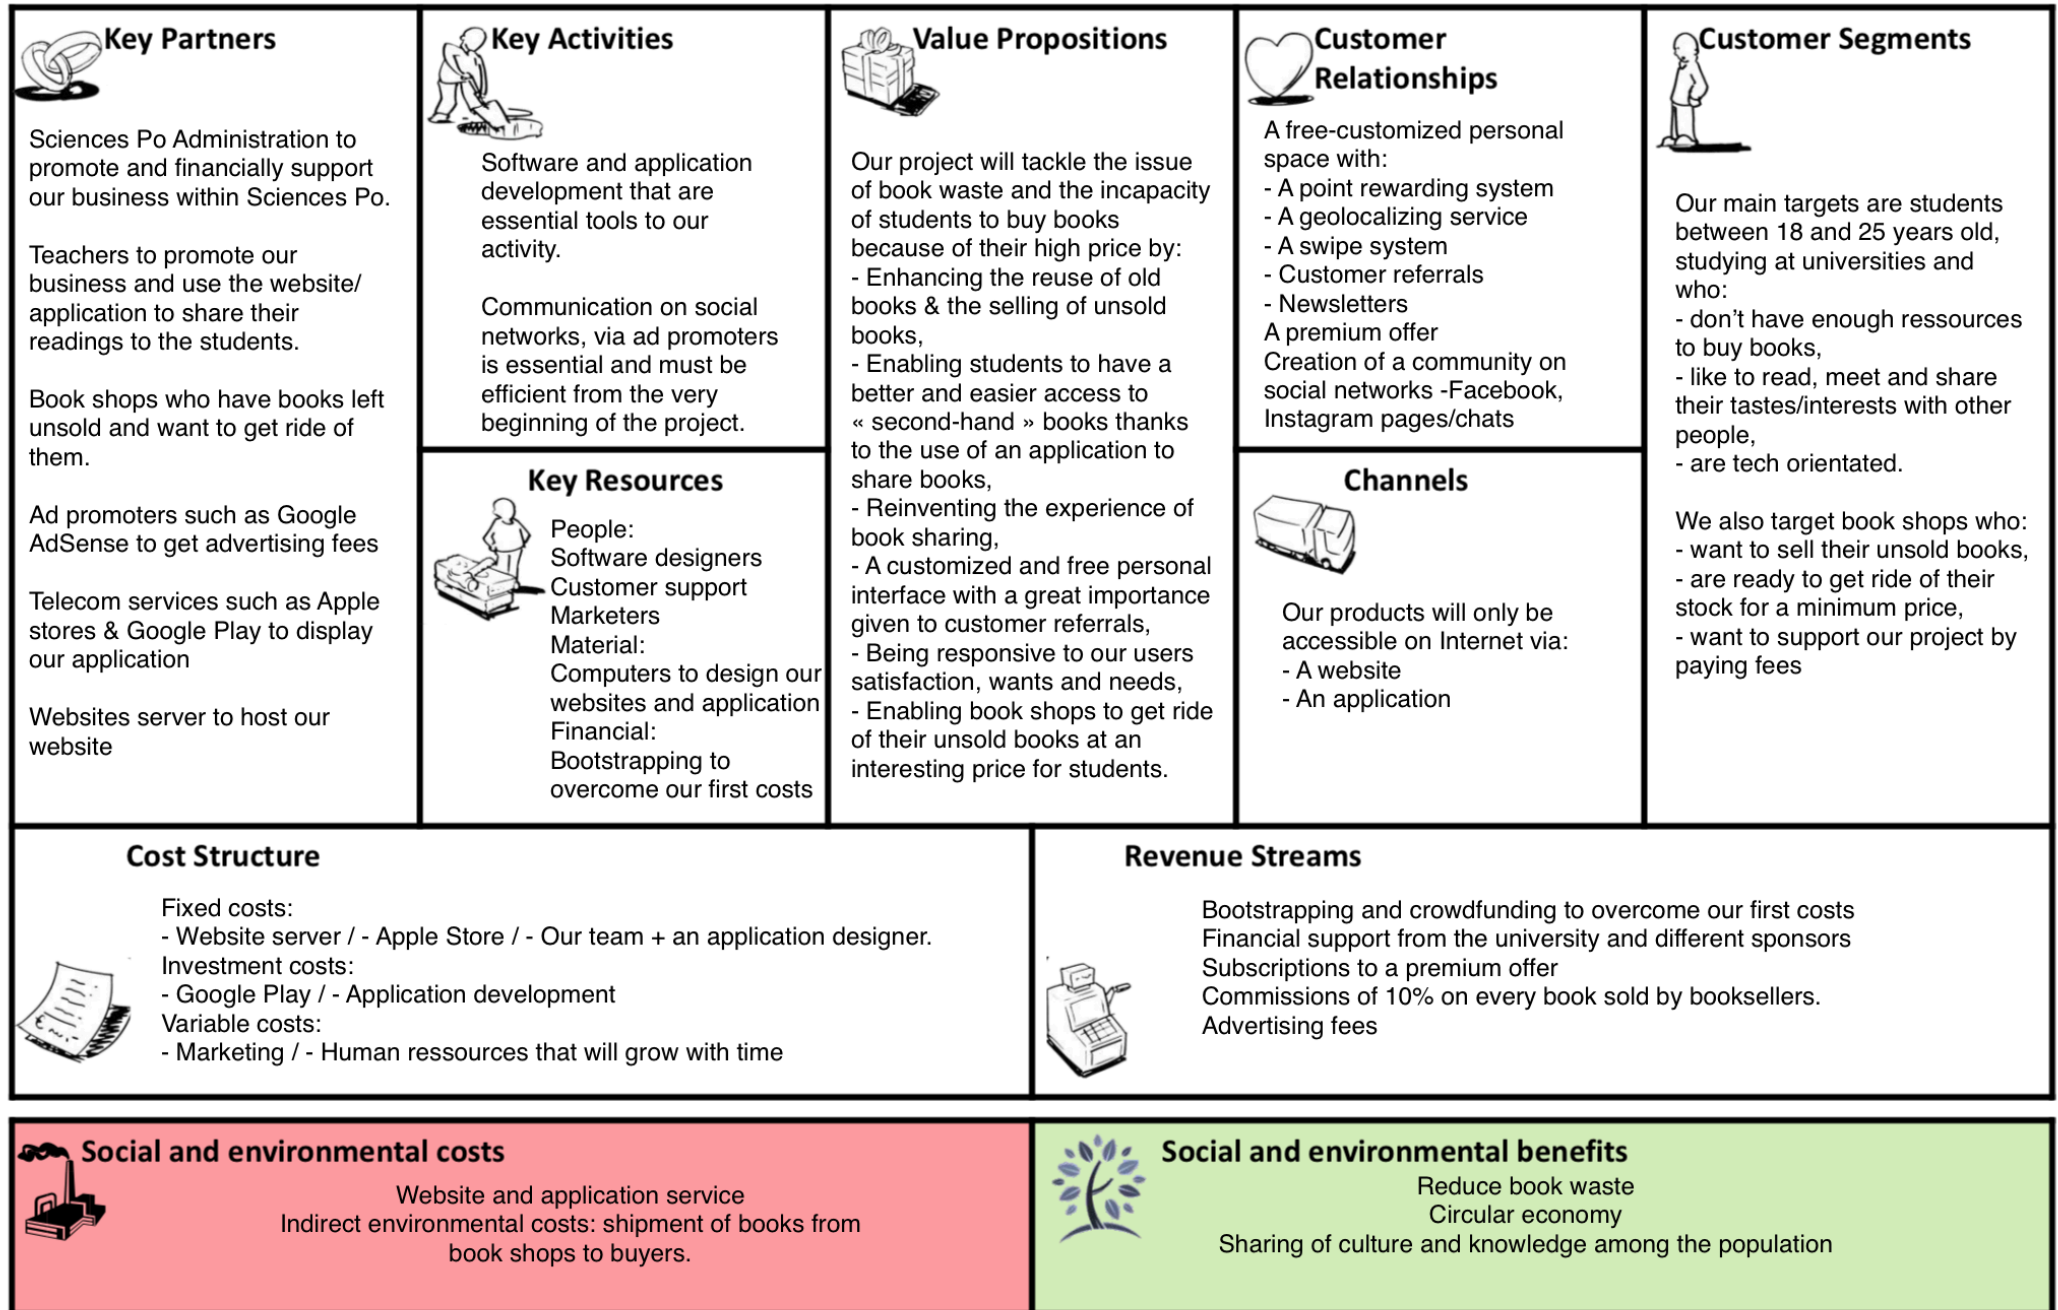 Key Partners
Sciences Po Administration to
promote and financially support
our business within Sciences Po.
Teachers to promote our
business and use the website/
application to share their
readings to the students.
Book shops who have books left
unsold and want to get ride of
them.
Ad promoters such as Google
AdSense to get advertising fees
Telecom services such as Apple
stores & Google Play to display
our application
Websites server to host our
website
Key Activities
Software and application
development that are
essential tools to our
activity.
Communication on social
networks, via ad promoters
is essential and must be
efficient from the very
beginning of the project.
Key Resources
People:
Software designers
Customer support
Marketers
Material:
Computers to design our
websites and application
Financial:
Bootstrapping to
overcome our first costs
Value Propositions
Our project will tackle the issue
of book waste and the incapacity
of students to buy books
because of their high price by:
- Enhancing the reuse of old
books & the selling of unsold
books,
- Enabling students to have a
better and easier access to
« second-hand » books thanks
to the use of an application to
share books,
- Reinventing the experience of
book sharing,
- A customized and free personal
interface with a great importance
given to customer referrals,
- Being responsive to our users
satisfaction, wants and needs,
- Enabling book shops to get ride
of their unsold books at an
interesting price for students.
Customer
Relationships
A free-customized personal
space with:
- A point rewarding system
- A geolocalizing service
- A swipe system
- Customer referrals
- Newsletters
A premium offer
Creation of a community on
social networks -Facebook,
Instagram pages/chats
Channels
Our products will only be
accessible on Internet via:
- A website
- An application
Customer Segments
Our main targets are students
between 18 and 25 years old,
studying at universities and
who:
- don’t have enough ressources
to buy books,
- like to read, meet and share
their tastes/interests with other
people,
- are tech orientated.
We also target book shops who:
- want to sell their unsold books,
- are ready to get ride of their
stock for a minimum price,
- want to support our project by
paying fees
Cost Structure
Fixed costs:
- Website server / - Apple Store / - Our team + an application designer.
Investment costs:
- Google Play / - Application development
Variable costs:
- Marketing / - Human ressources that will grow with time
Revenue Streams
Bootstrapping and crowdfunding to overcome our first costs
Financial support from the university and different sponsors
Subscriptions to a premium offer
Commissions of 10% on every book sold by booksellers.
Advertising fees
Social and environmental costs
Website and application service
Indirect environmental costs: shipment of books from
book shops to buyers.
Social and environmental benefits
Reduce book waste
Circular economy
Sharing of culture and knowledge among the population